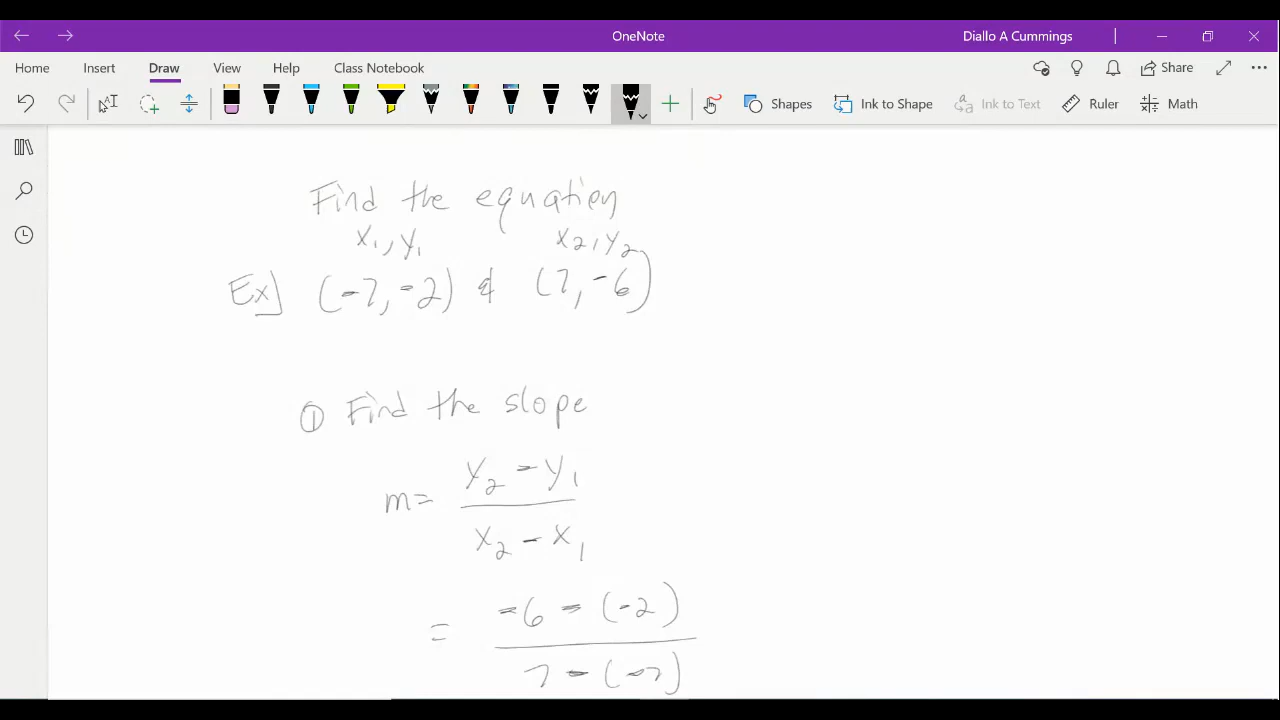 OneNote
Diallo A Cummings
Home Insert Draw View Help Class Notebook
Share
Shapes Ink to Shape Ink to Text Ruler Math
Find the equation
x₁, y₁ x₂, y₂
Ex] (-7, -2) & (7, -6)
① Find the slope
m= y₂ - y₁
x₂ - x₁
= -6 - (-2)
7 - (-7)